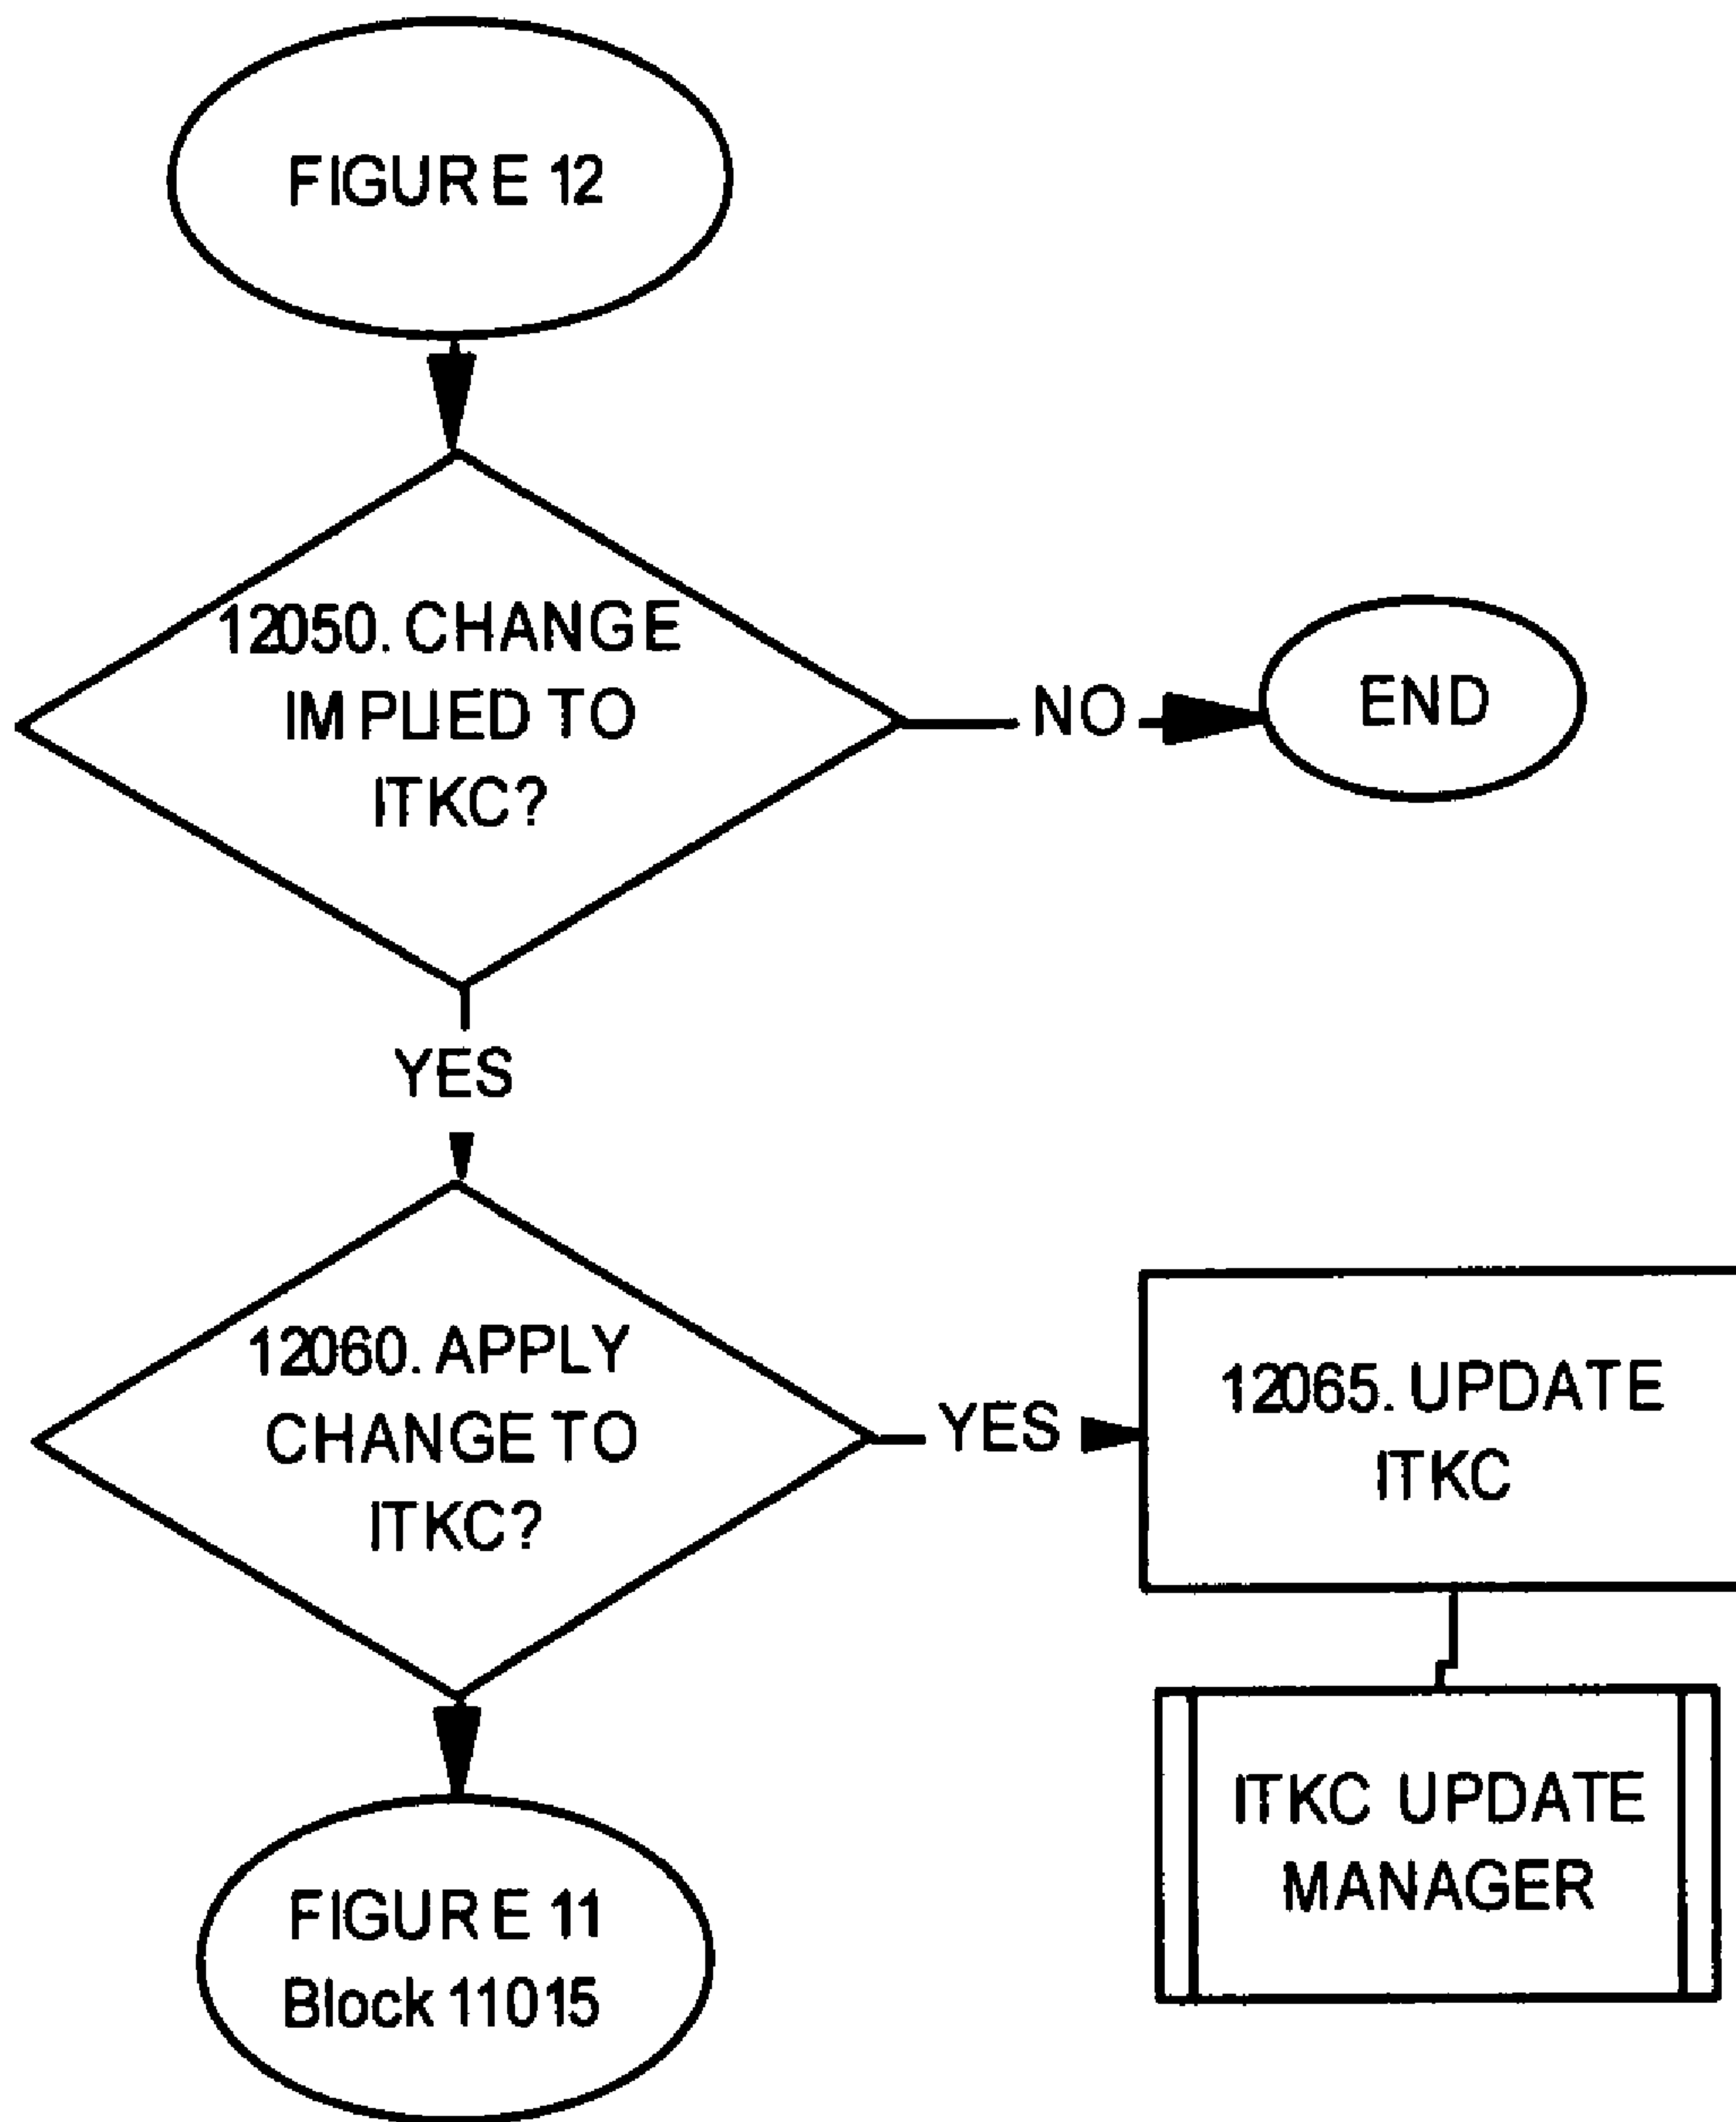 FIGURE 12
12050. CHANGE
IMPLIED TO
ITKC?
NO
END
YES
12060. APPLY
CHANGE TO
ITKC?
YES
12065. UPDATE
ITKC
ITKC UPDATE
MANAGER
FIGURE 11
Block 11015